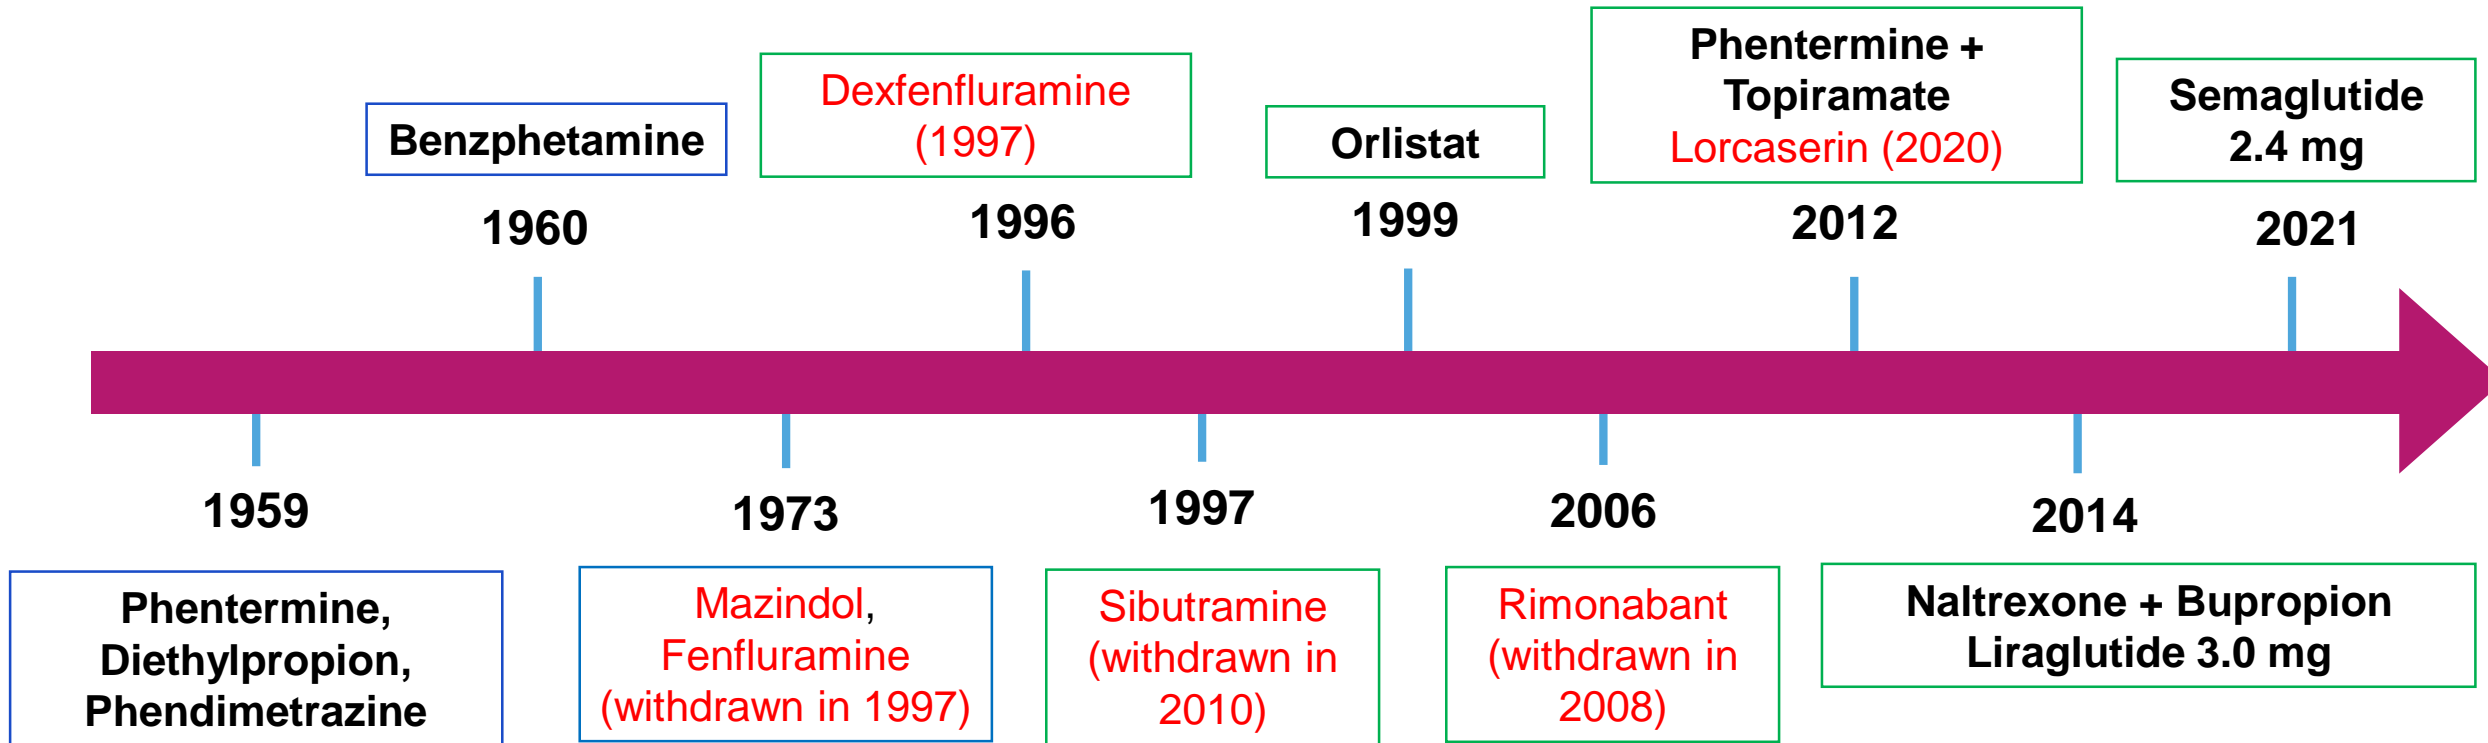 Benzphetamine
1960
Dexfenfluramine
(1997)
1996
Orlistat
1999
Phentermine +
Topiramate
Lorcaserin (2020)
2012
Semaglutide
2.4 mg
2021
1959
Phentermine,
Diethylpropion,
Phendimetrazine
1973
Mazindol,
Fenfluramine
(withdrawn in 1997)
1997
Sibutramine
(withdrawn in
2010)
2006
Rimonabant
(withdrawn in
2008)
2014
Naltrexone + Bupropion
Liraglutide 3.0 mg